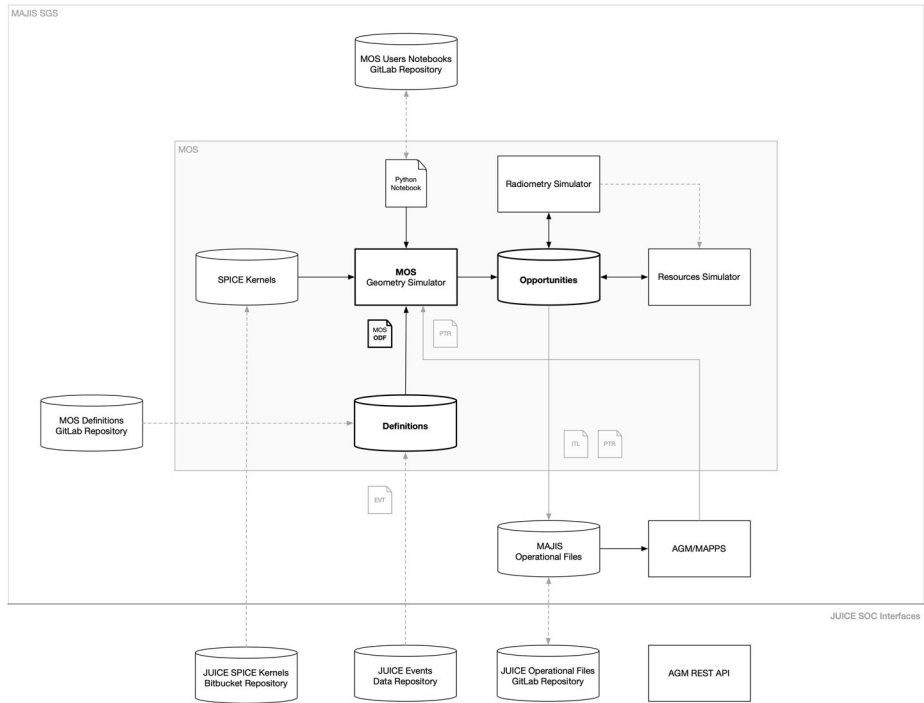 MAJIS SGS
MOS Users Notebooks
GitLab Repository
MOS
Python
Notebook
Radiometry Simulator
SPICE Kernels
MOS
Geometry Simulator
Opportunities
Resources Simulator
MOS
ODF
PTR
MOS Definitions
GitLab Repository
Definitions
ITL
PTR
EVT
MAJIS
Operational Files
AGM/MAPPS
JUICE SOC Interfaces
JUICE SPICE Kernels
Bitbucket Repository
JUICE Events
Data Repository
JUICE Operational Files
GitLab Repository
AGM REST API